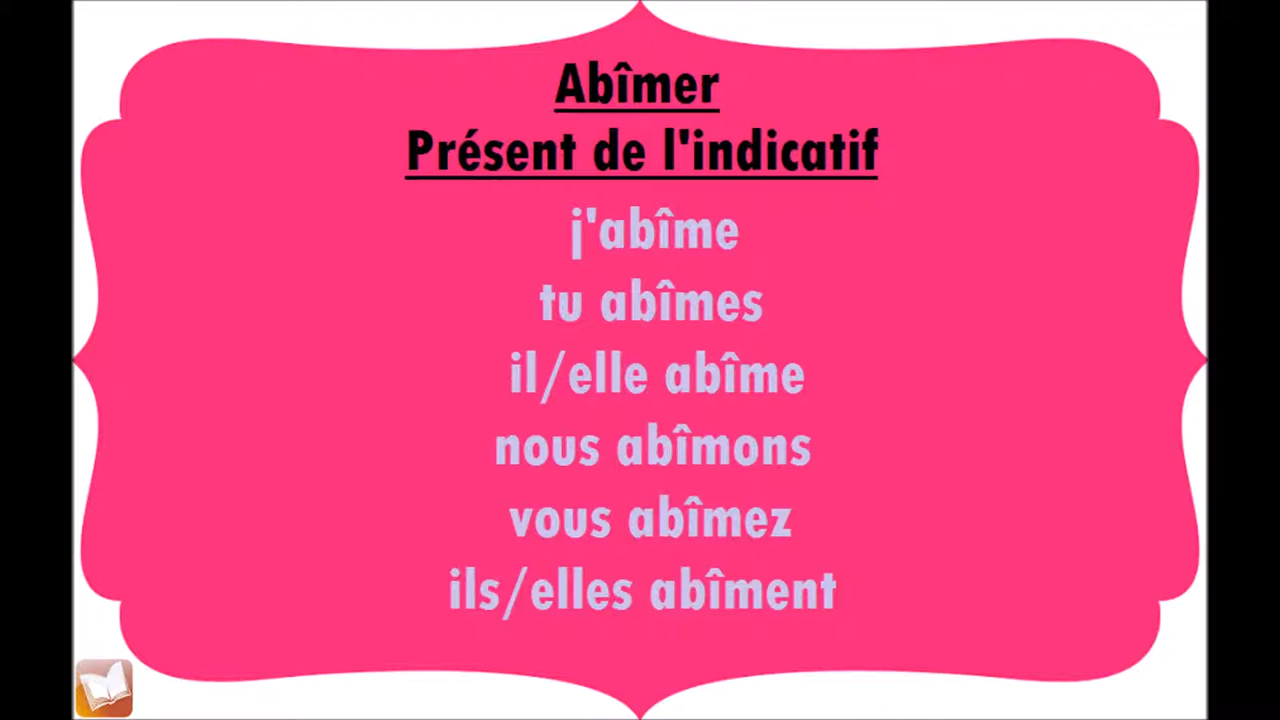 Abîmer
Présent de l'indicatif
j'abîme
tu abîmes
il/elle abîme
nous abîmons
vous abîmez
ils/elles abîment